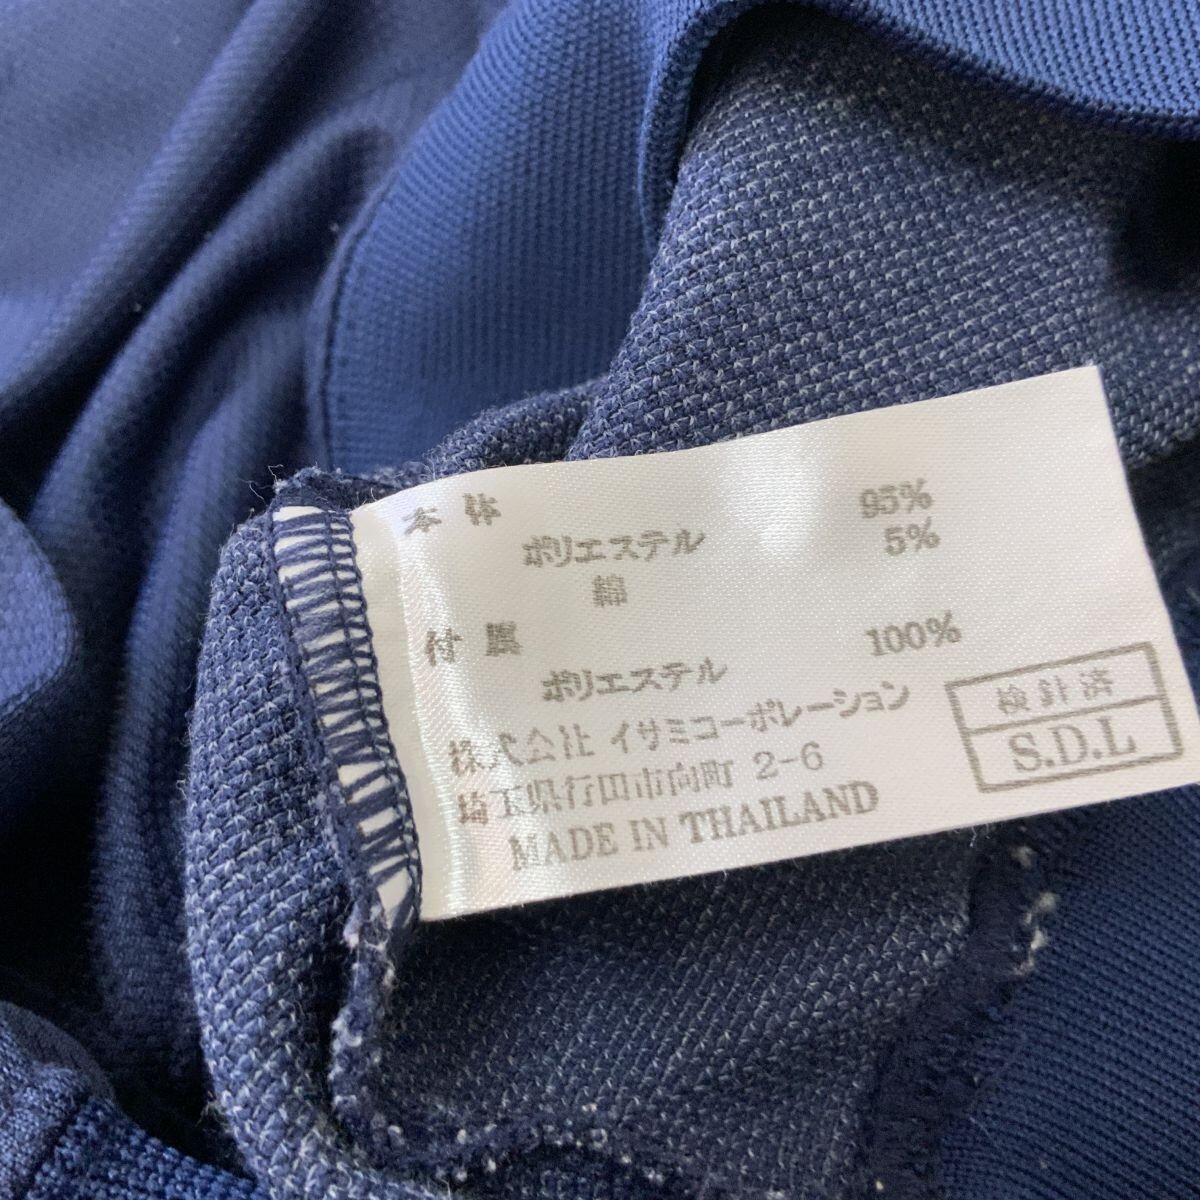 本体
ポリエステル 95%
綿 5%
付属
ポリエステル 100%
株式会社 イサミコーポレーション
埼玉県行田市向町 2-6
MADE IN THAILAND
検針済
S.D.L